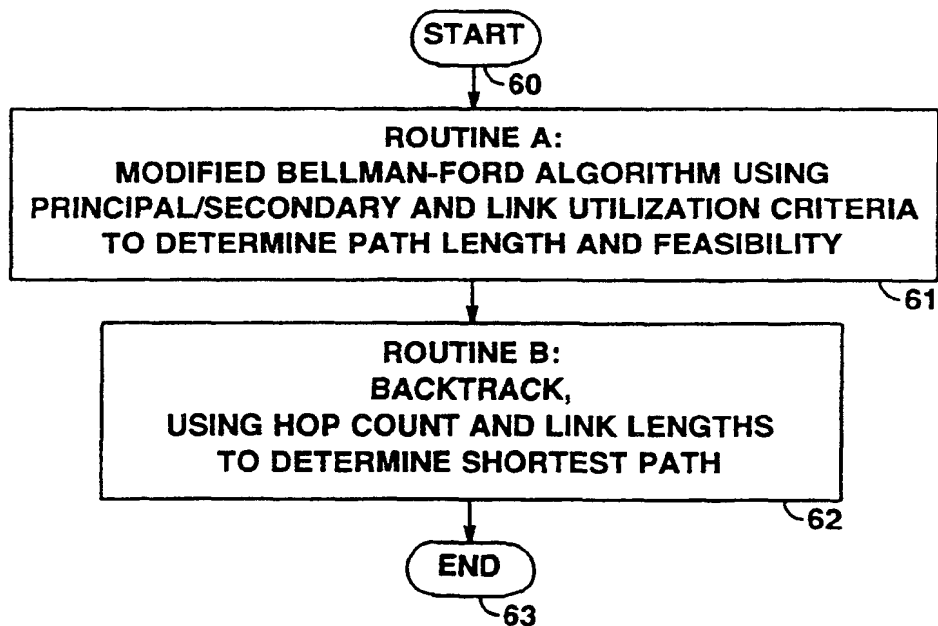 START
60
ROUTINE A:
MODIFIED BELLMAN-FORD ALGORITHM USING
PRINCIPAL/SECONDARY AND LINK UTILIZATION CRITERIA
TO DETERMINE PATH LENGTH AND FEASIBILITY
61
ROUTINE B:
BACKTRACK,
USING HOP COUNT AND LINK LENGTHS
TO DETERMINE SHORTEST PATH
62
END
63